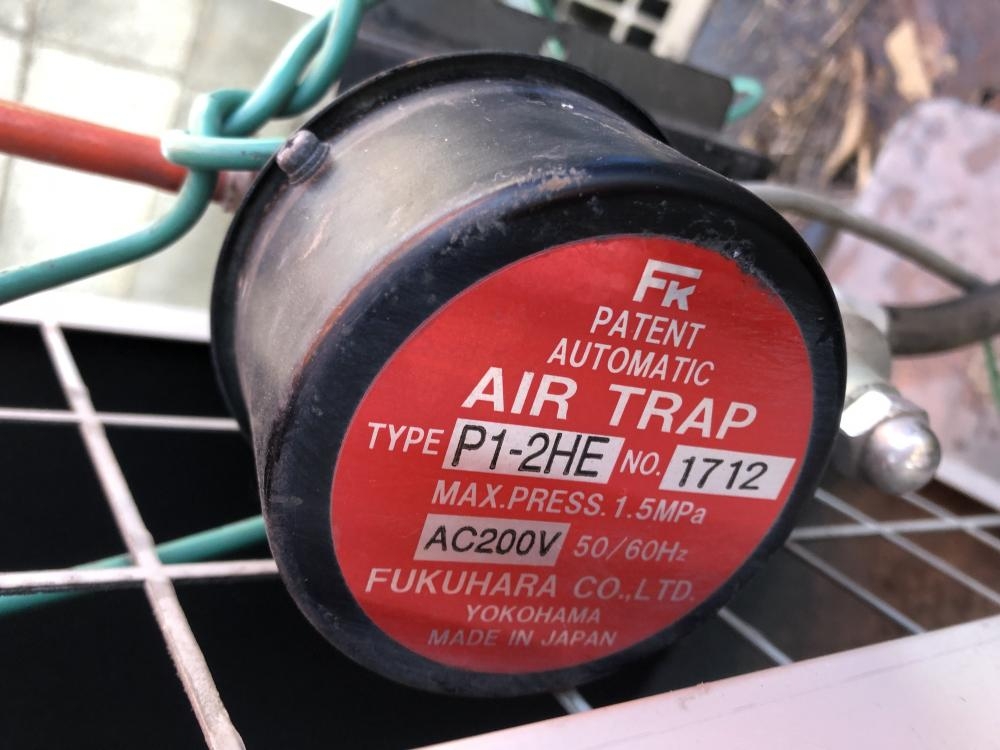 FK
PATENT
AUTOMATIC
AIR TRAP
TYPE P1-2HE NO. 1712
MAX.PRESS. 1.5MPa
AC200V 50/60Hz
FUKUHARA CO.,LTD.
YOKOHAMA
MADE IN JAPAN